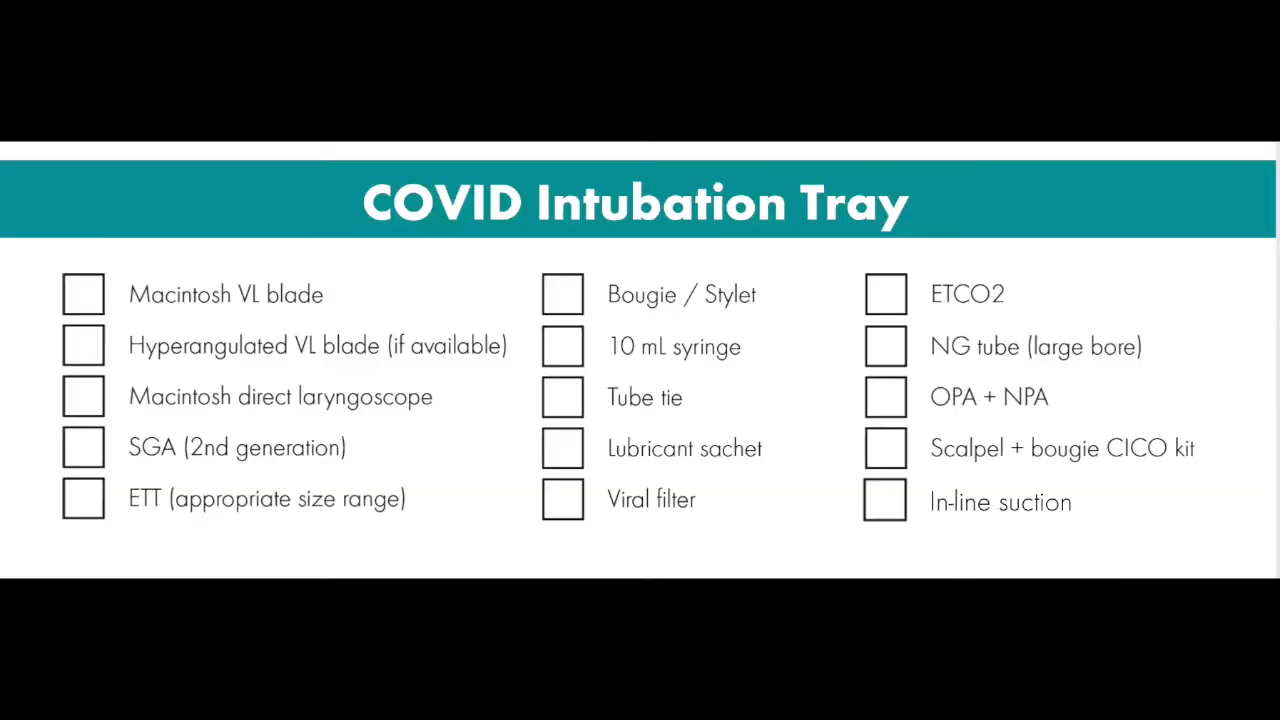 COVID Intubation Tray
Macintosh VL blade
Hyperangulated VL blade (if available)
Macintosh direct laryngoscope
SGA (2nd generation)
ETT (appropriate size range)
Bougie / Stylet
10 mL syringe
Tube tie
Lubricant sachet
Viral filter
ETCO2
NG tube (large bore)
OPA + NPA
Scalpel + bougie CICO kit
In-line suction